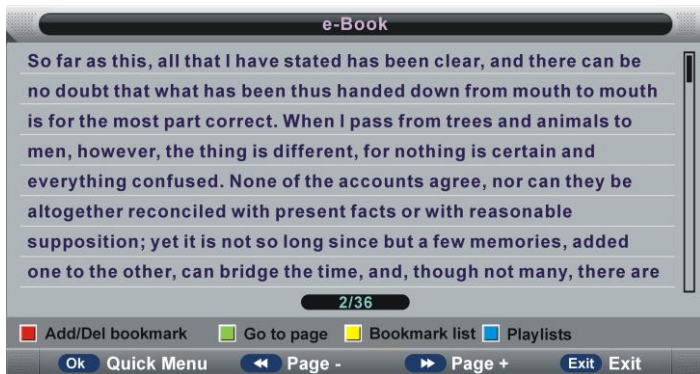 e-Book
So far as this, all that I have stated has been clear, and there can be
no doubt that what has been thus handed down from mouth to mouth
is for the most part correct. When I pass from trees and animals to
men, however, the thing is different, for nothing is certain and
everything confused. None of the accounts agree, nor can they be
altogether reconciled with present facts or with reasonable
supposition; yet it is not so long since but a few memories, added
one to the other, can bridge the time, and, though not many, there are
2/36
Add/Del bookmark Go to page Bookmark list Playlists
Ok Quick Menu Page - Page + Exit Exit